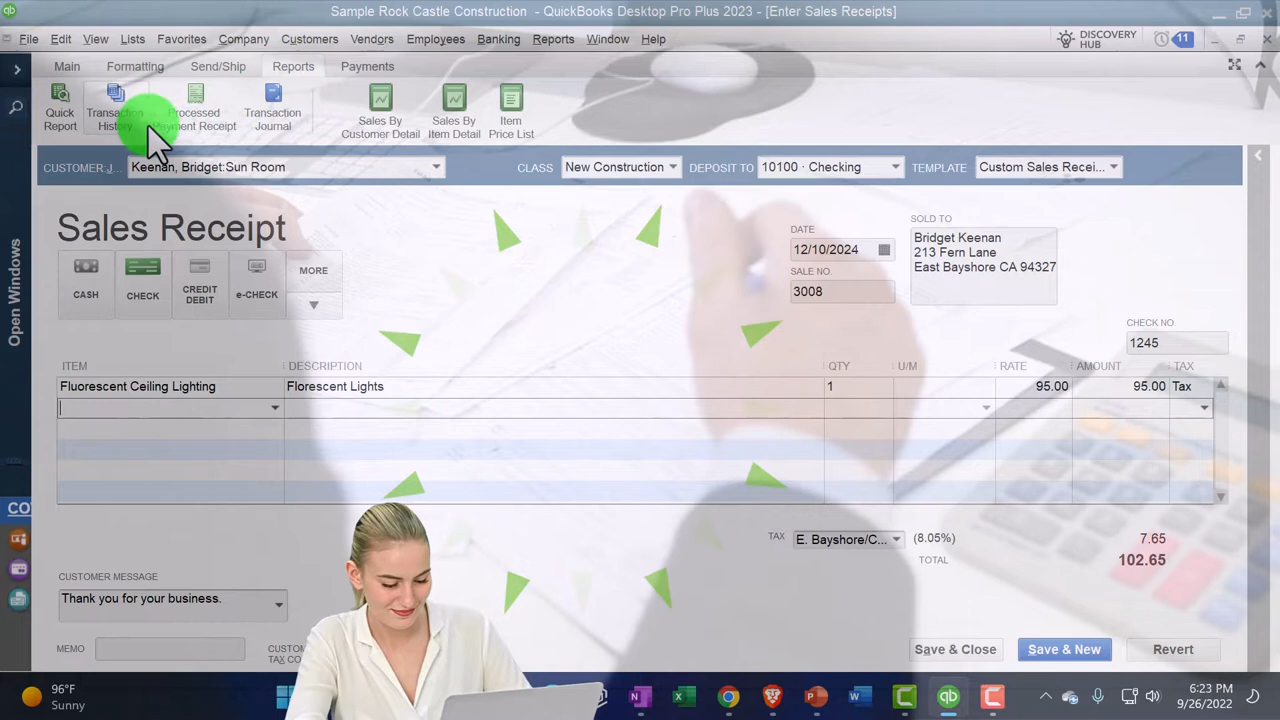 Sample Rock Castle Construction - QuickBooks Desktop Pro Plus 2023 - [Enter Sales Receipts]
File Edit View Lists Favorites Company Customers Vendors Employees Banking Reports Window Help
DISCOVERY HUB
11
Main Formatting Send/Ship Reports Payments
Quick Report
Transaction History
Processed Payment Receipt
Transaction Journal
Sales By Customer Detail
Sales By Item Detail
Item Price List
CUSTOMER:J... Keenan, Bridget:Sun Room CLASS New Construction DEPOSIT TO 10100 · Checking TEMPLATE Custom Sales Recei...
Open Windows
Sales Receipt
CASH
CHECK
CREDIT DEBIT
e-CHECK
MORE
DATE
12/10/2024
SALE NO.
3008
SOLD TO
Bridget Keenan
213 Fern Lane
East Bayshore CA 94327
CHECK NO.
1245
ITEM DESCRIPTION QTY U/M RATE AMOUNT TAX
Fluorescent Ceiling Lighting Florescent Lights 1 95.00 95.00 Tax
TAX E. Bayshore/C... (8.05%) 7.65
TOTAL 102.65
CUSTOMER MESSAGE
Thank you for your business.
MEMO
TAX CO
Save & Close Save & New Revert
96°F
Sunny
6:23 PM
9/26/2022